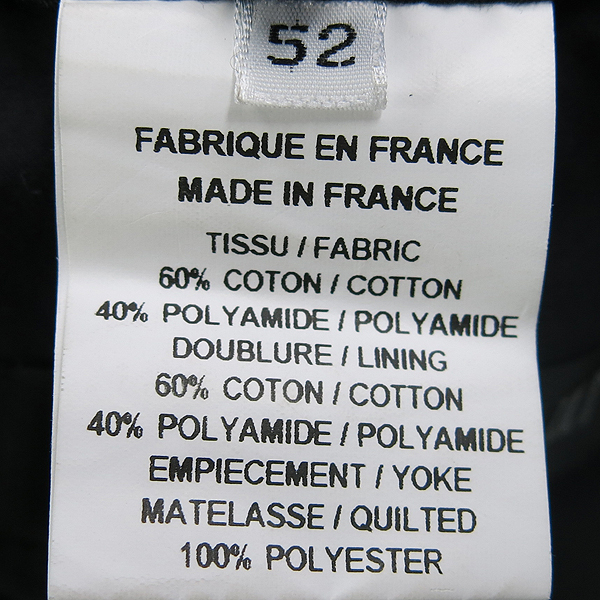 52
FABRIQUE EN FRANCE
MADE IN FRANCE
TISSU / FABRIC
60% COTON / COTTON
40% POLYAMIDE / POLYAMIDE
DOUBLURE / LINING
60% COTON / COTTON
40% POLYAMIDE / POLYAMIDE
EMPIECEMENT / YOKE
MATELASSE / QUILTED
100% POLYESTER